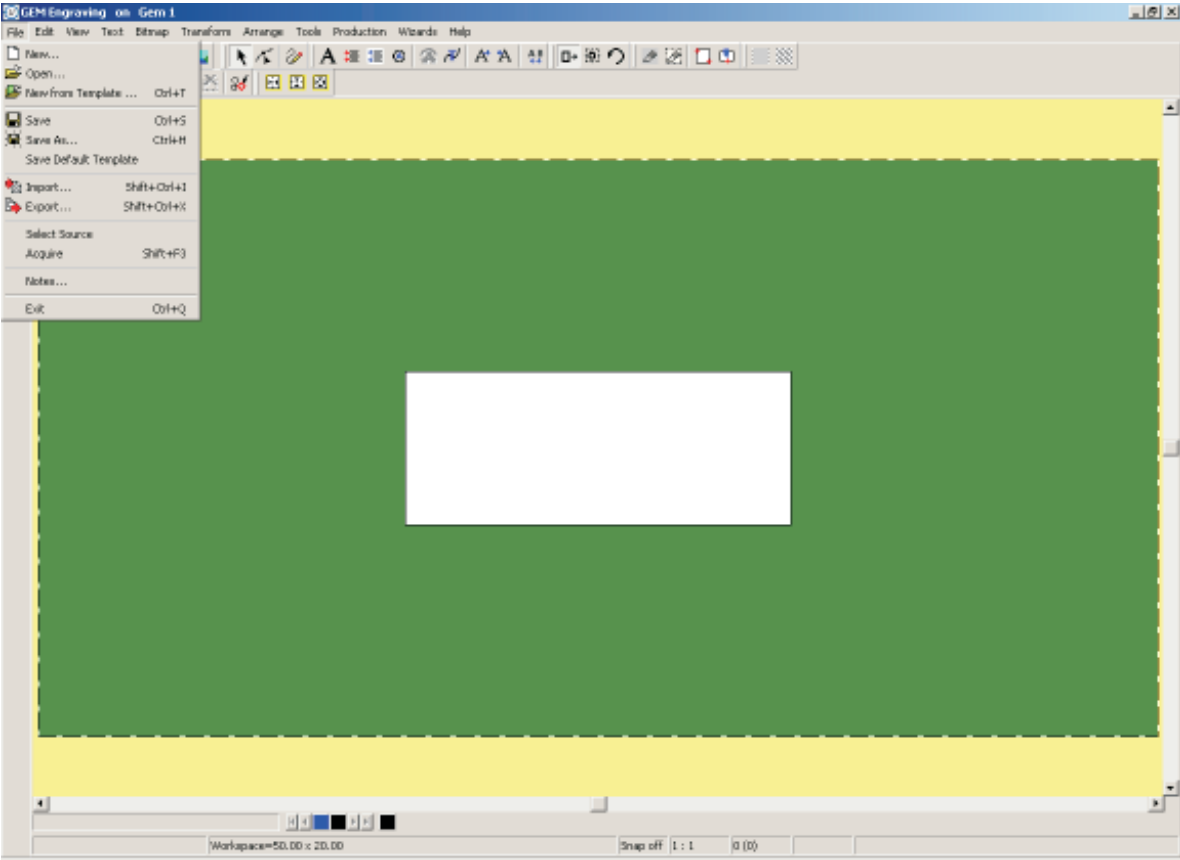 GEM Engraving on Gem 1
File Edit View Text Bitmap Transform Arrange Tools Production Wizards Help
New...
Open...
New from Template ... Ctrl+T
Save Ctrl+S
Save As... Ctrl+H
Save Default Template
Import... Shift+Ctrl+I
Export... Shift+Ctrl+X
Select Source
Acquire Shift+F3
Notes...
Exit Ctrl+Q
Workspace=50.00 x 20.00 Snap off 1 : 1 0 (0)